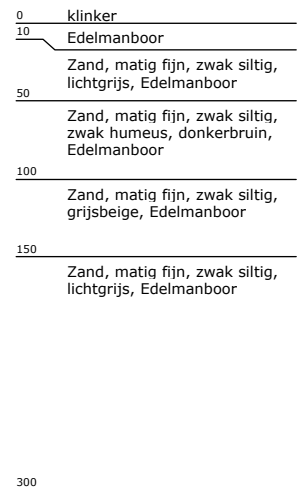 0 klinker
10 Edelmanboor
Zand, matig fijn, zwak siltig,
lichtgrijs, Edelmanboor
50
Zand, matig fijn, zwak siltig,
zwak humeus, donkerbruin,
Edelmanboor
100
Zand, matig fijn, zwak siltig,
grijsbeige, Edelmanboor
150
Zand, matig fijn, zwak siltig,
lichtgrijs, Edelmanboor
300